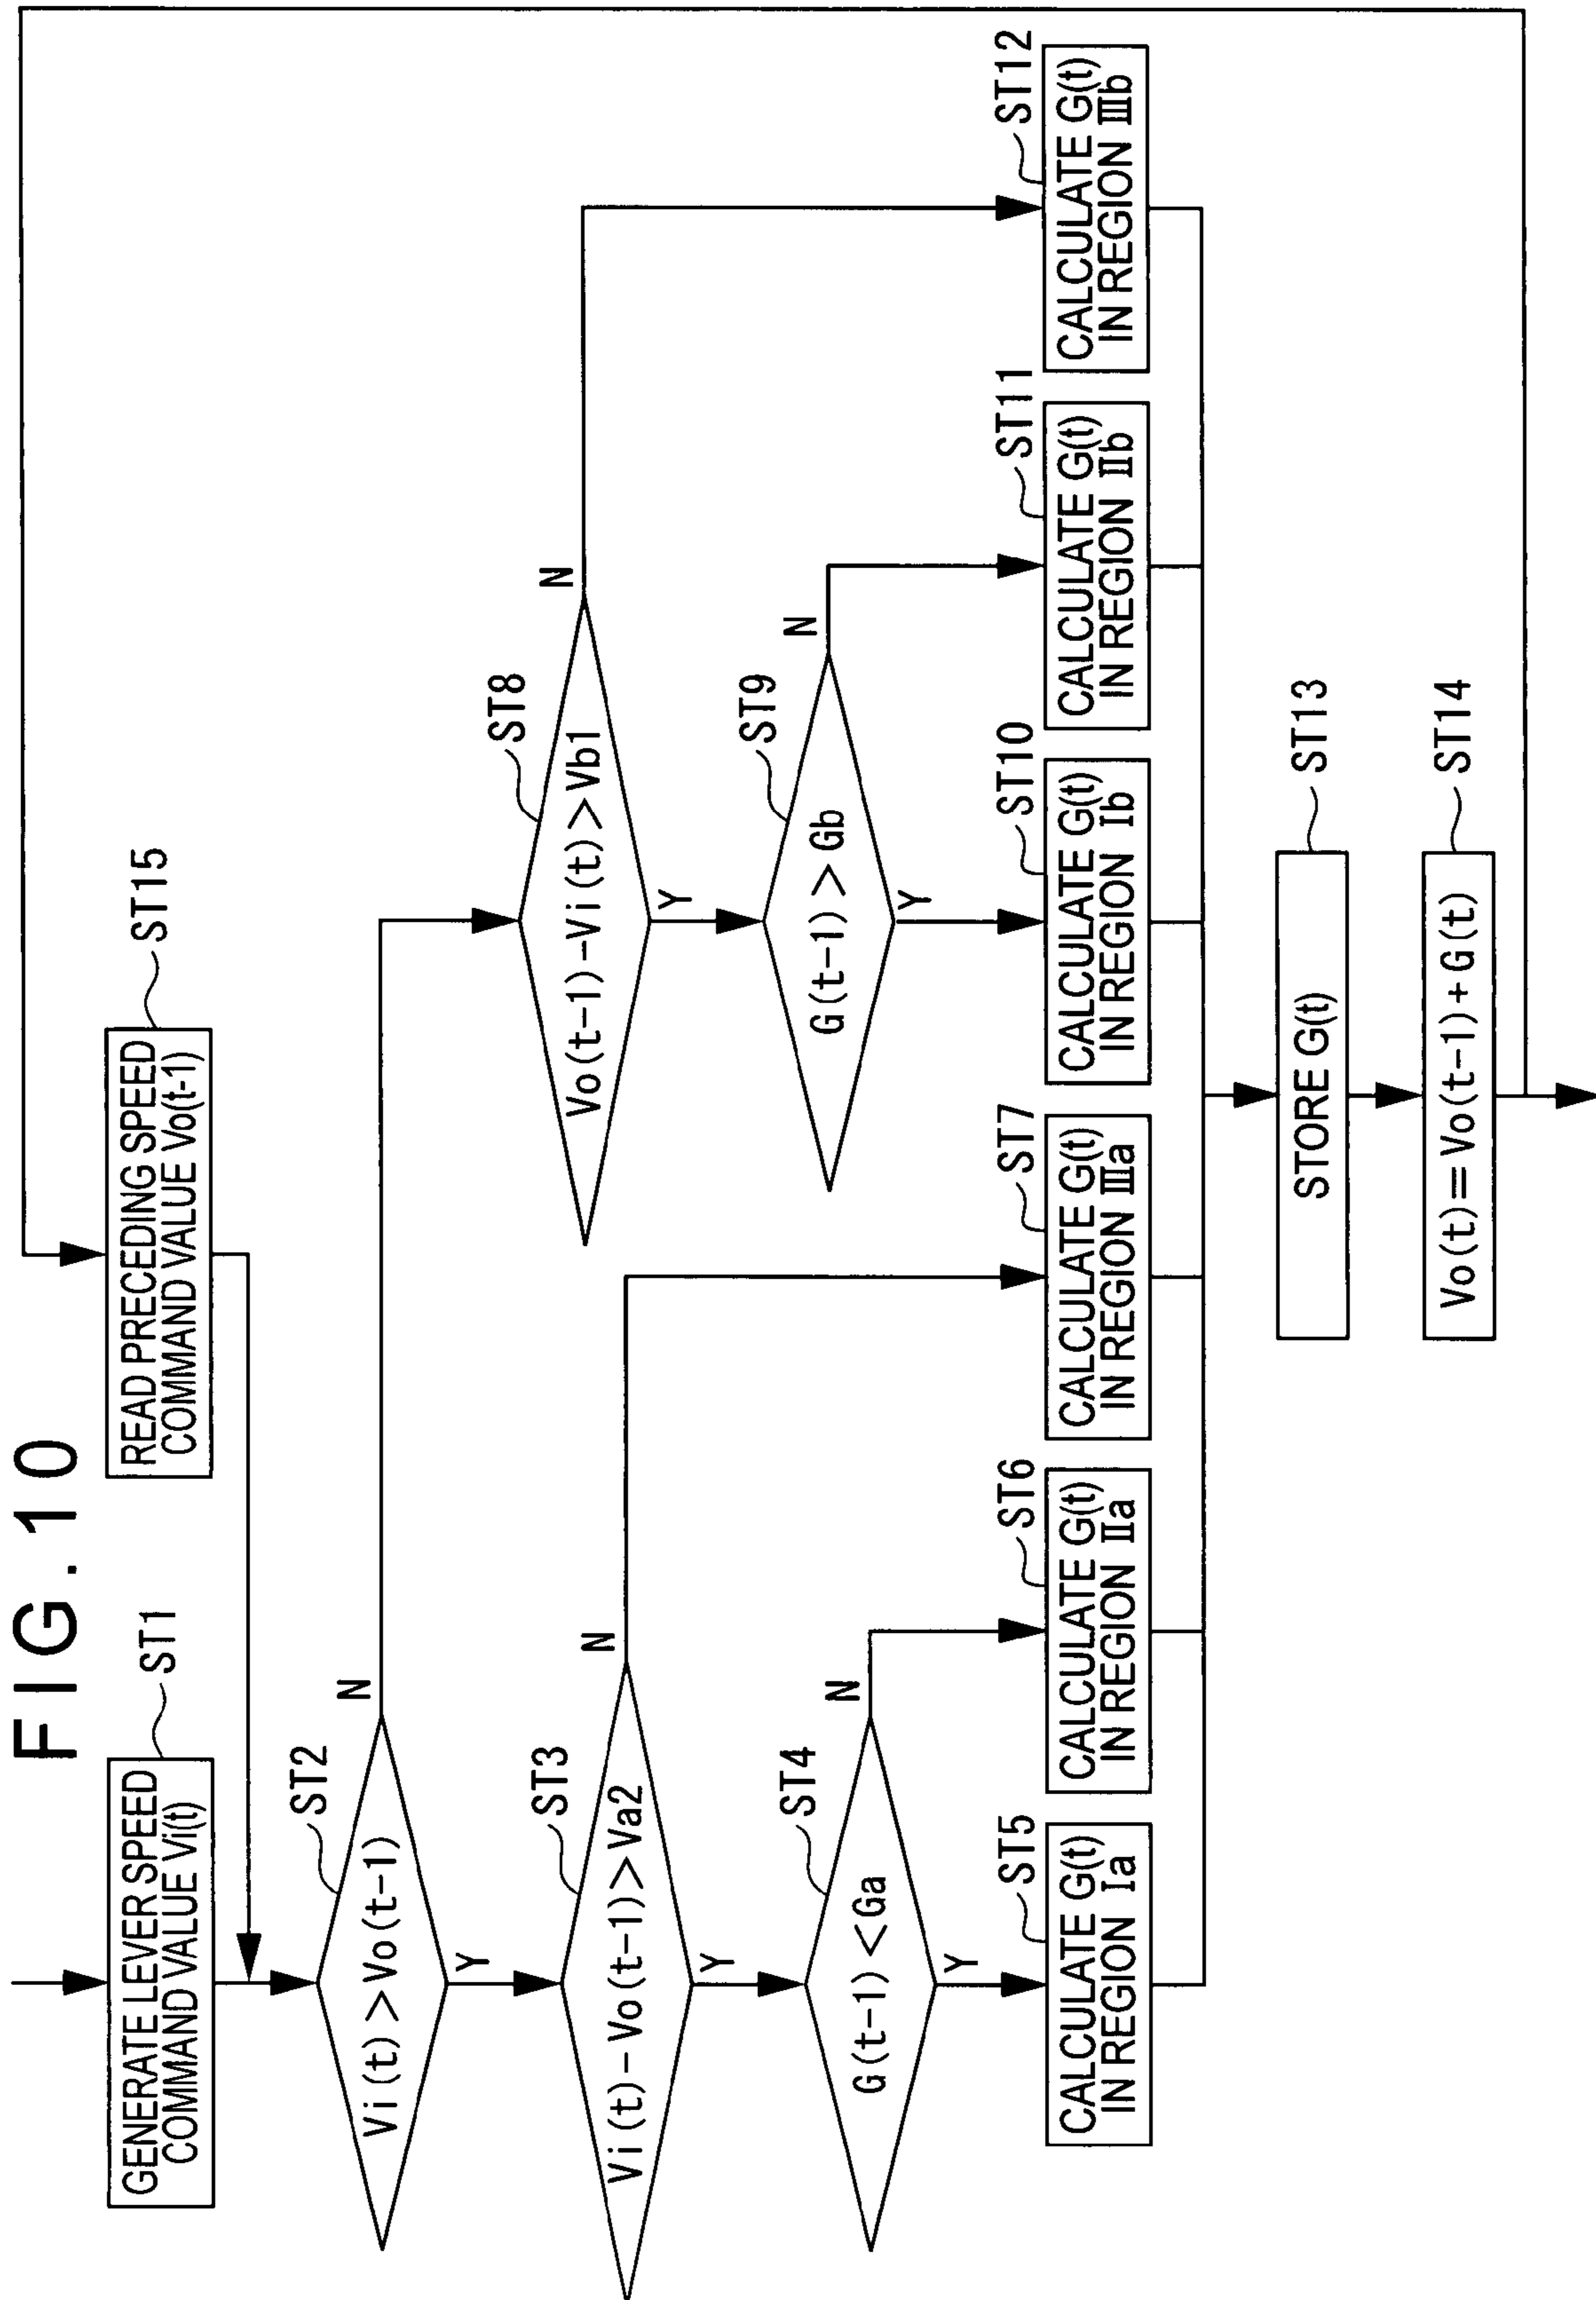 FIG.10
GENERATE LEVER SPEED
COMMAND VALUE Vi(t)
ST1
READ PRECEDING SPEED
COMMAND VALUE Vo(t-1)
ST15
Vi(t)>Vo(t-1)
ST2
N
Y
Vi(t)-Vo(t-1)>Va2
ST3
N
Y
G(t-1)<Ga
ST4
N
Y
Vo(t-1)-Vi(t)>Vb1
ST8
N
Y
G(t-1)>Gb
ST9
N
Y
CALCULATE G(t)
IN REGION Ia
ST5
CALCULATE G(t)
IN REGION IIa
ST6
CALCULATE G(t)
IN REGION IIIa
ST7
CALCULATE G(t)
IN REGION Ib
ST10
CALCULATE G(t)
IN REGION IIb
ST11
CALCULATE G(t)
IN REGION IIIb
ST12
STORE G(t)
ST13
Vo(t)=Vo(t-1)+G(t)
ST14